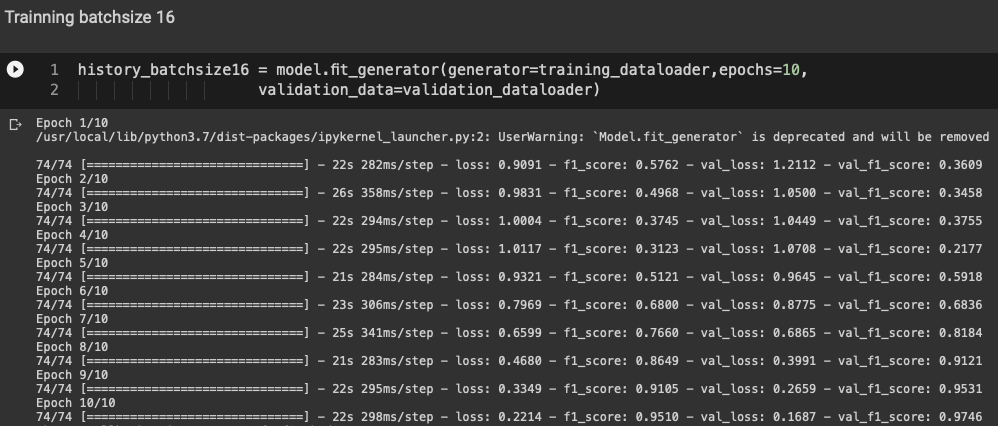 Trainning batchsize 16
1 history_batchsize16 = model.fit_generator(generator=training_dataloader,epochs=10,
2 validation_data=validation_dataloader)
Epoch 1/10
/usr/local/lib/python3.7/dist-packages/ipykernel_launcher.py:2: UserWarning: `Model.fit_generator` is deprecated and will be removed
74/74 [==============================] - 22s 282ms/step - loss: 0.9091 - f1_score: 0.5762 - val_loss: 1.2112 - val_f1_score: 0.3609
Epoch 2/10
74/74 [==============================] - 26s 358ms/step - loss: 0.9831 - f1_score: 0.4968 - val_loss: 1.0500 - val_f1_score: 0.3458
Epoch 3/10
74/74 [==============================] - 22s 294ms/step - loss: 1.0004 - f1_score: 0.3745 - val_loss: 1.0449 - val_f1_score: 0.3755
Epoch 4/10
74/74 [==============================] - 22s 295ms/step - loss: 1.0117 - f1_score: 0.3123 - val_loss: 1.0708 - val_f1_score: 0.2177
Epoch 5/10
74/74 [==============================] - 21s 284ms/step - loss: 0.9321 - f1_score: 0.5121 - val_loss: 0.9645 - val_f1_score: 0.5918
Epoch 6/10
74/74 [==============================] - 23s 306ms/step - loss: 0.7969 - f1_score: 0.6800 - val_loss: 0.8775 - val_f1_score: 0.6836
Epoch 7/10
74/74 [==============================] - 25s 341ms/step - loss: 0.6599 - f1_score: 0.7660 - val_loss: 0.6865 - val_f1_score: 0.8184
Epoch 8/10
74/74 [==============================] - 21s 283ms/step - loss: 0.4680 - f1_score: 0.8649 - val_loss: 0.3991 - val_f1_score: 0.9121
Epoch 9/10
74/74 [==============================] - 22s 295ms/step - loss: 0.3349 - f1_score: 0.9105 - val_loss: 0.2659 - val_f1_score: 0.9531
Epoch 10/10
74/74 [==============================] - 22s 298ms/step - loss: 0.2214 - f1_score: 0.9510 - val_loss: 0.1687 - val_f1_score: 0.9746